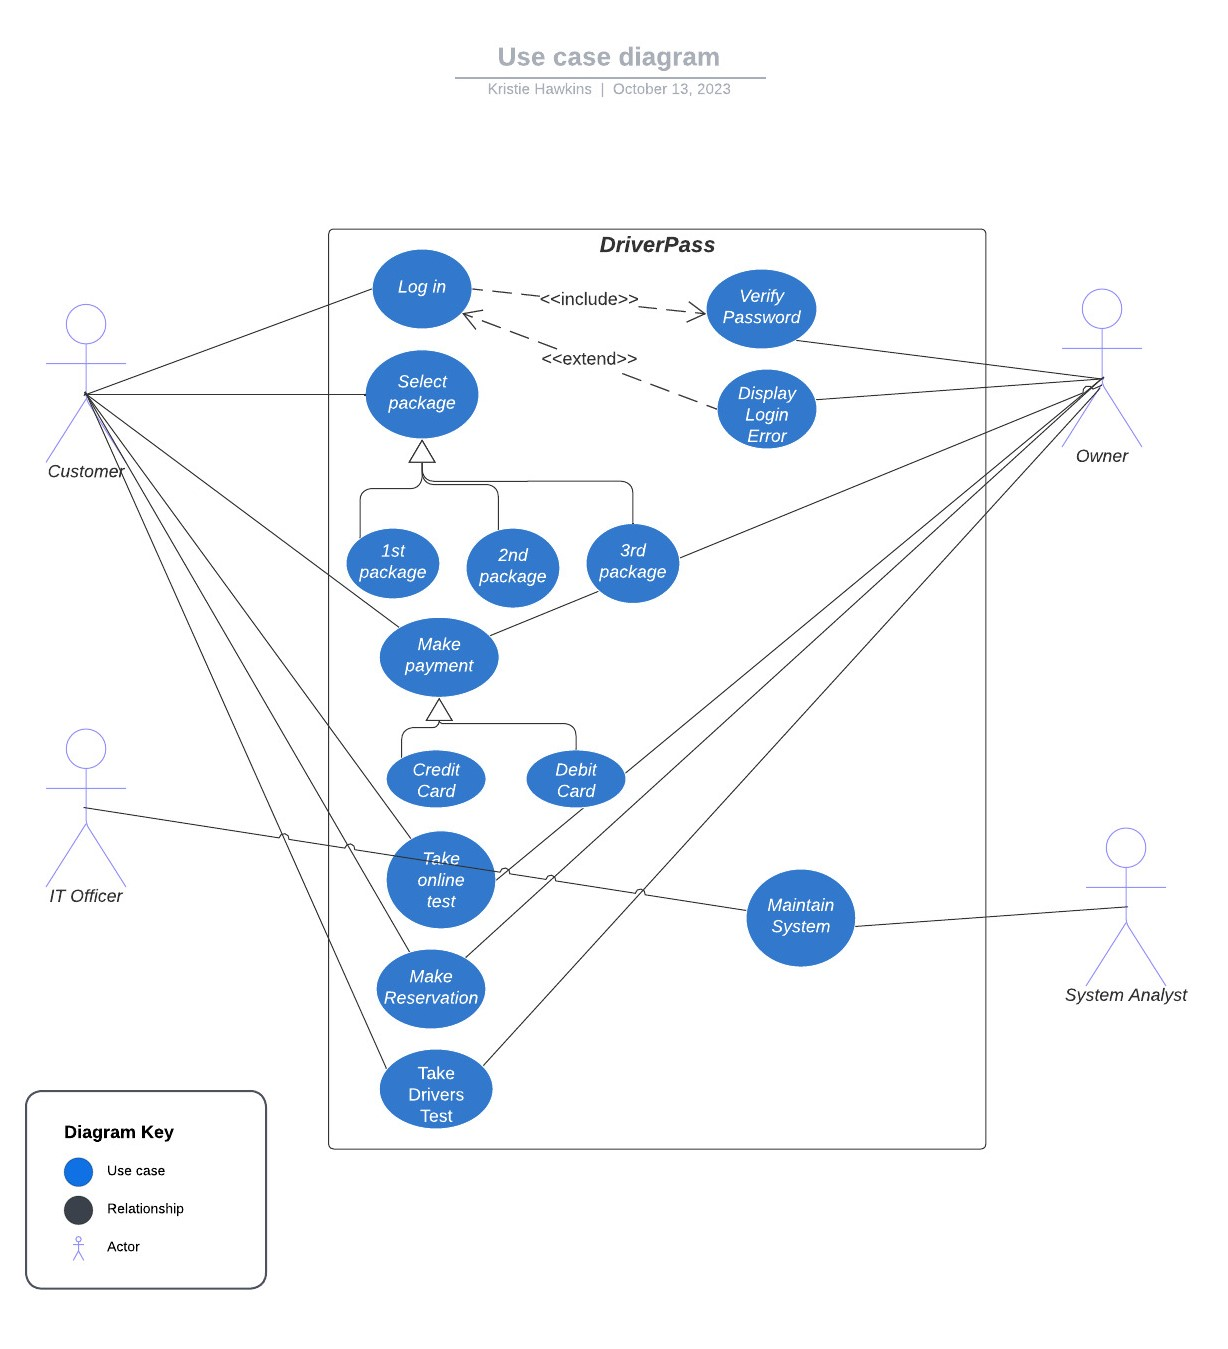 Use case diagram
Kristie Hawkins | October 13, 2023
DriverPass
Log in
<<include>>
Verify
Password
<<extend>>
Select
package
Display
Login
Error
Customer
Owner
1st
package
2nd
package
3rd
package
Make
payment
Credit
Card
Debit
Card
Take
online
test
IT Officer
Maintain
System
System Analyst
Make
Reservation
Take
Drivers
Test
Diagram Key
Use case
Relationship
Actor